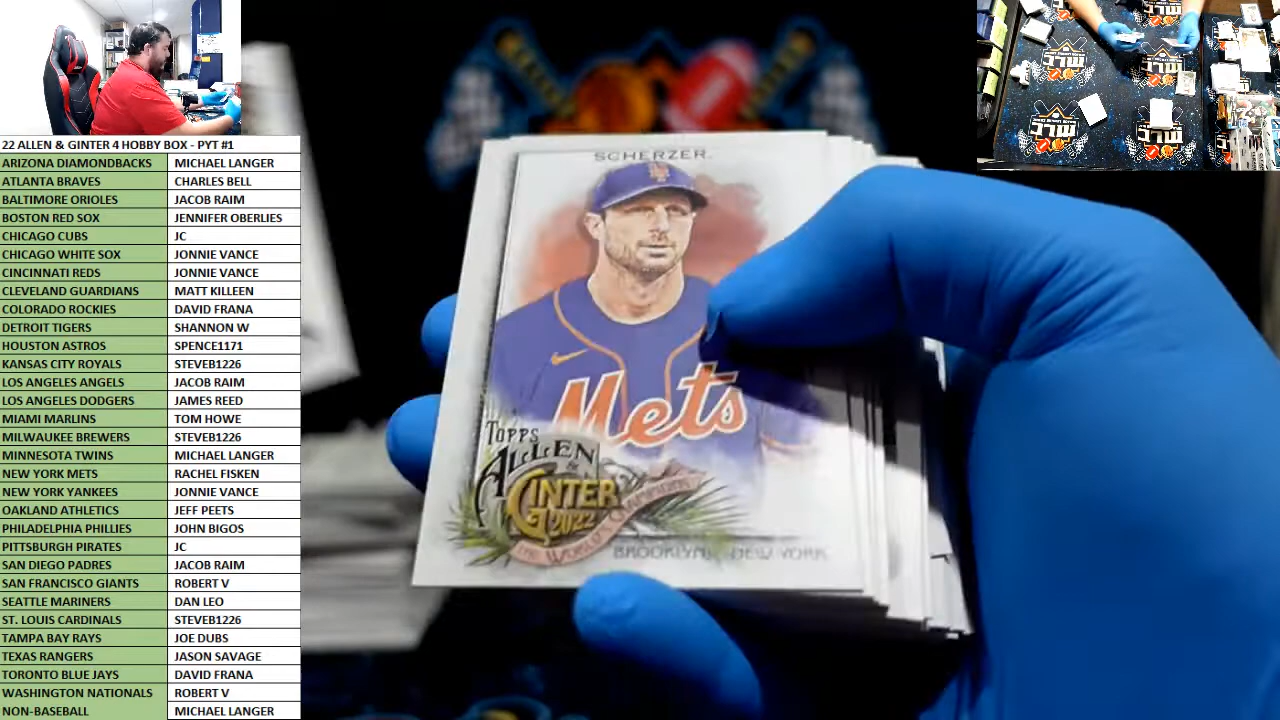 22 ALLEN & GINTER 4 HOBBY BOX - PYT #1
ARIZONA DIAMONDBACKS MICHAEL LANGER
ATLANTA BRAVES CHARLES BELL
BALTIMORE ORIOLES JACOB RAIM
BOSTON RED SOX JENNIFER OBERLIES
CHICAGO CUBS JC
CHICAGO WHITE SOX JONNIE VANCE
CINCINNATI REDS JONNIE VANCE
CLEVELAND GUARDIANS MATT KILLEEN
COLORADO ROCKIES DAVID FRANA
DETROIT TIGERS SHANNON W
HOUSTON ASTROS SPENCE1171
KANSAS CITY ROYALS STEVEB1226
LOS ANGELES ANGELS JACOB RAIM
LOS ANGELES DODGERS JAMES REED
MIAMI MARLINS TOM HOWE
MILWAUKEE BREWERS STEVEB1226
MINNESOTA TWINS MICHAEL LANGER
NEW YORK METS RACHEL FISKEN
NEW YORK YANKEES JONNIE VANCE
OAKLAND ATHLETICS JEFF PEETS
PHILADELPHIA PHILLIES JOHN BIGOS
PITTSBURGH PIRATES JC
SAN DIEGO PADRES JACOB RAIM
SAN FRANCISCO GIANTS ROBERT V
SEATTLE MARINERS DAN LEO
ST. LOUIS CARDINALS STEVEB1226
TAMPA BAY RAYS JOE DUBS
TEXAS RANGERS JASON SAVAGE
TORONTO BLUE JAYS DAVID FRANA
WASHINGTON NATIONALS ROBERT V
NON-BASEBALL MICHAEL LANGER
SCHERZER
Mets
TOPPS
ALLEN
&
GINTER
2022
BROOKLYN, NEW YORK